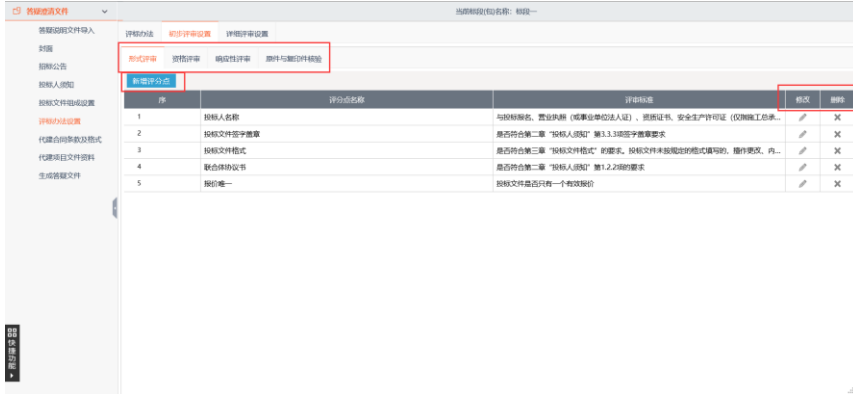 答疑澄清文件
当前标段(包)名称：标段一
答疑说明文件导入
封面
招标公告
投标人须知
投标文件组成设置
评标办法设置
代建合同条款及格式
代建项目文件资料
生成答疑文件
评标办法 初步评审设置 详细评审设置
形式评审 资格评审 响应性评审 原件与复印件核验
新增评分点
序 评分点名称 评审标准 修改 删除
1 投标人名称 与投标报名、营业执照（或事业单位法人证）、资质证书、安全生产许可证（仅限施工总承...
2 投标文件签字盖章 是否符合第二章“投标人须知”第3.3.3项签字盖章要求
3 投标文件格式 是否符合第三章“投标文件格式”的要求。投标文件未按规定的格式填写的、擅作更改、内...
4 联合体协议书 是否符合第二章“投标人须知”第1.2.2项的要求
5 报价唯一 投标文件是否只有一个有效报价
快捷功能